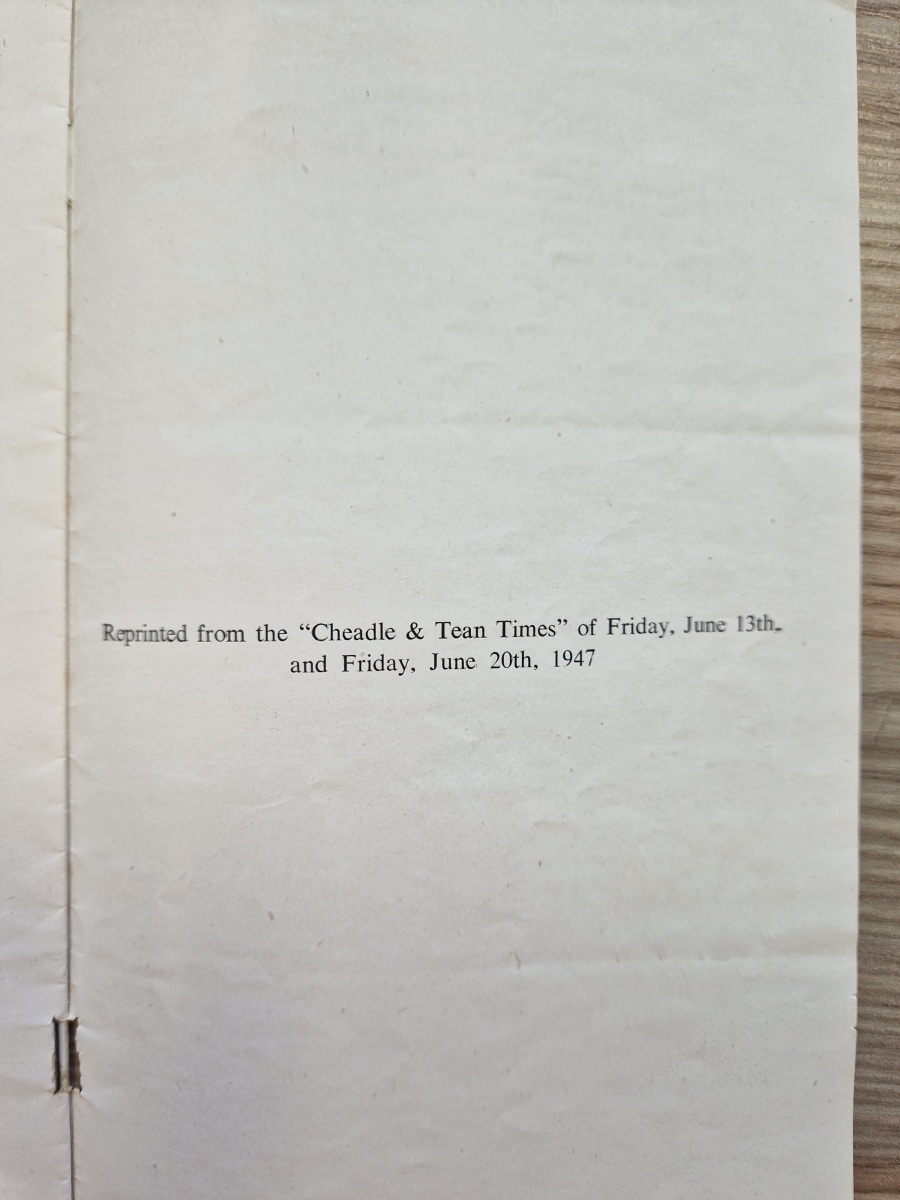 Reprinted from the “Cheadle & Tean Times” of Friday, June 13th,
and Friday, June 20th, 1947